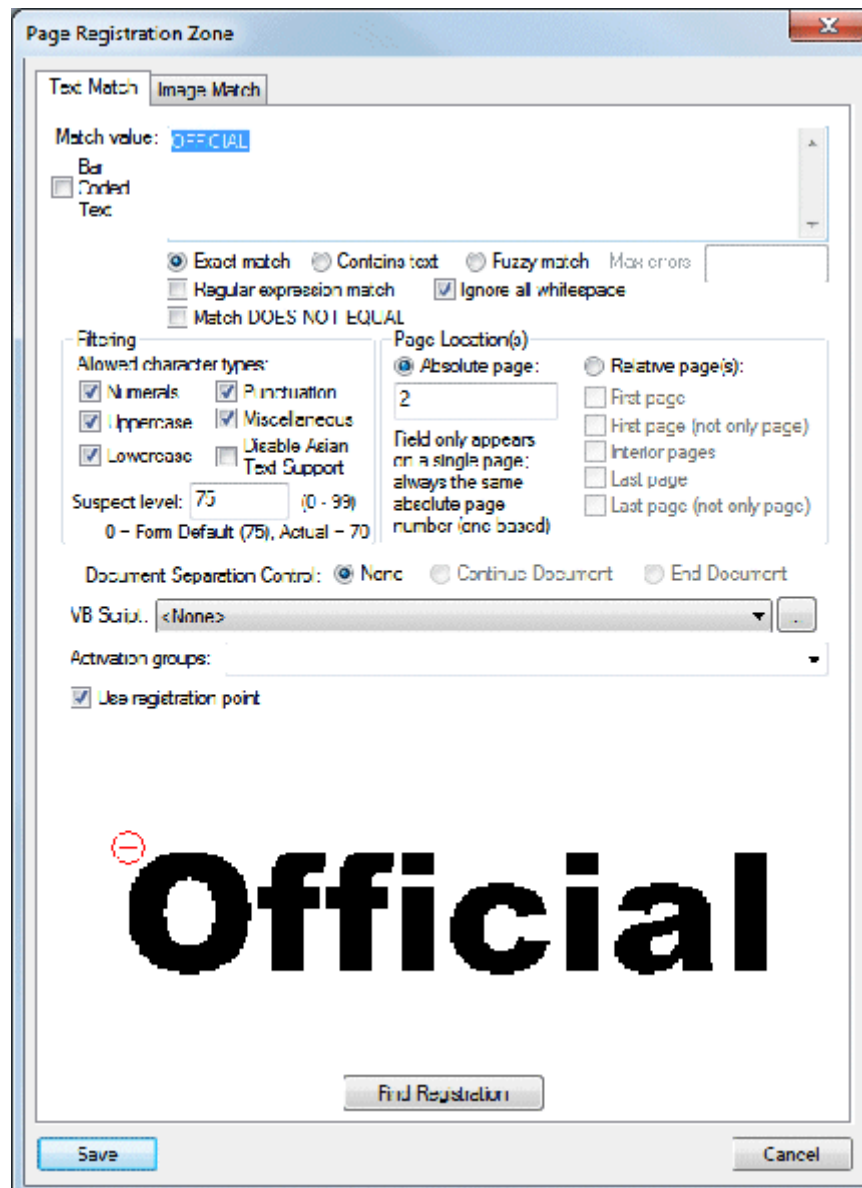 Page Registration Zone
Text Match Image Match
Match value: OFFICIAL
Bar
Coded
Text
Exact match Contains text Fuzzy match Max errors
Regular expression match Ignore all whitespace
Match DOES NOT EQUAL
Filtering
Allowed character types:
Numerals Punctuation
Uppercase Miscellaneous
Lowercase Disable Asian
Text Support
Suspect level: 75 (0 - 99)
0 = Form Default (75), Actual = 70
Page Location(s)
Absolute page: Relative page(s):
2
First page
First page (not only page)
Interior pages
Last page
Last page (not only page)
Field only appears
on a single page;
always the same
absolute page
number (one based)
Document Separation Control: None Continue Document End Document
VB Script: <None> ...
Activation groups:
Use registration point
Official
Find Registration
Save Cancel